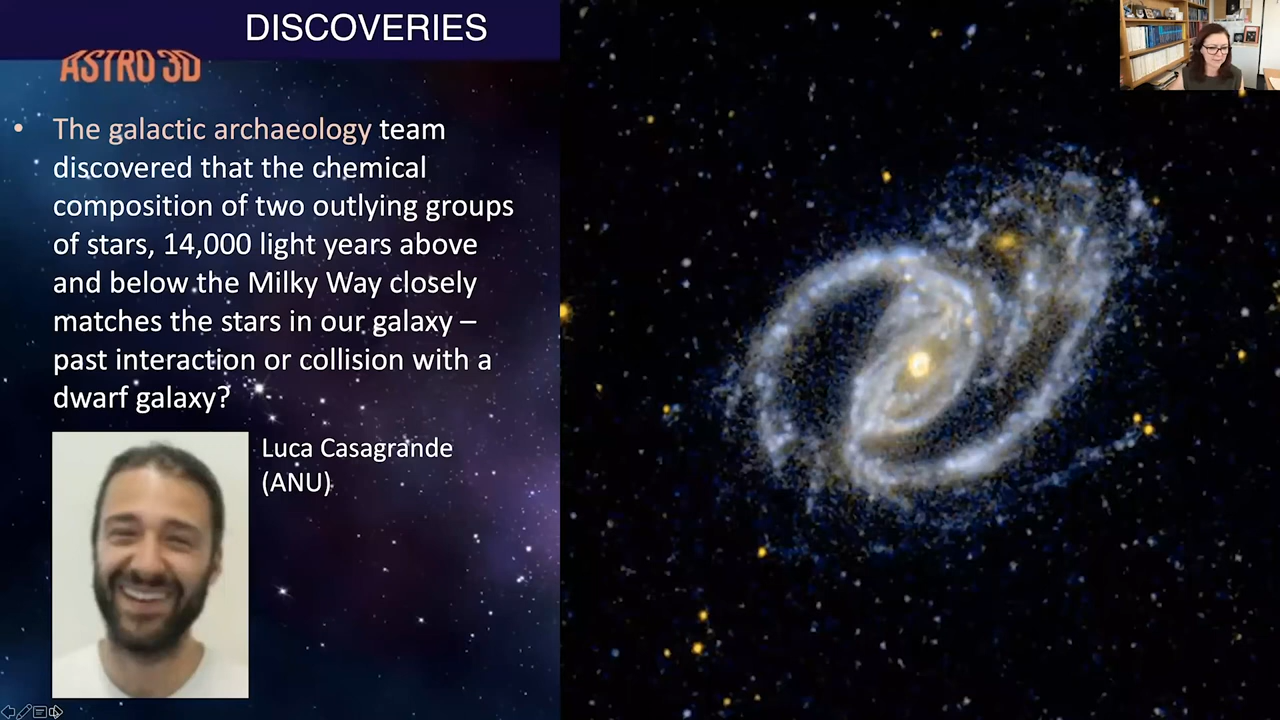 DISCOVERIES
ASTRO 3D
• The galactic archaeology team
discovered that the chemical
composition of two outlying groups
of stars, 14,000 light years above
and below the Milky Way closely
matches the stars in our galaxy –
past interaction or collision with a
dwarf galaxy?
Luca Casagrande
(ANU)